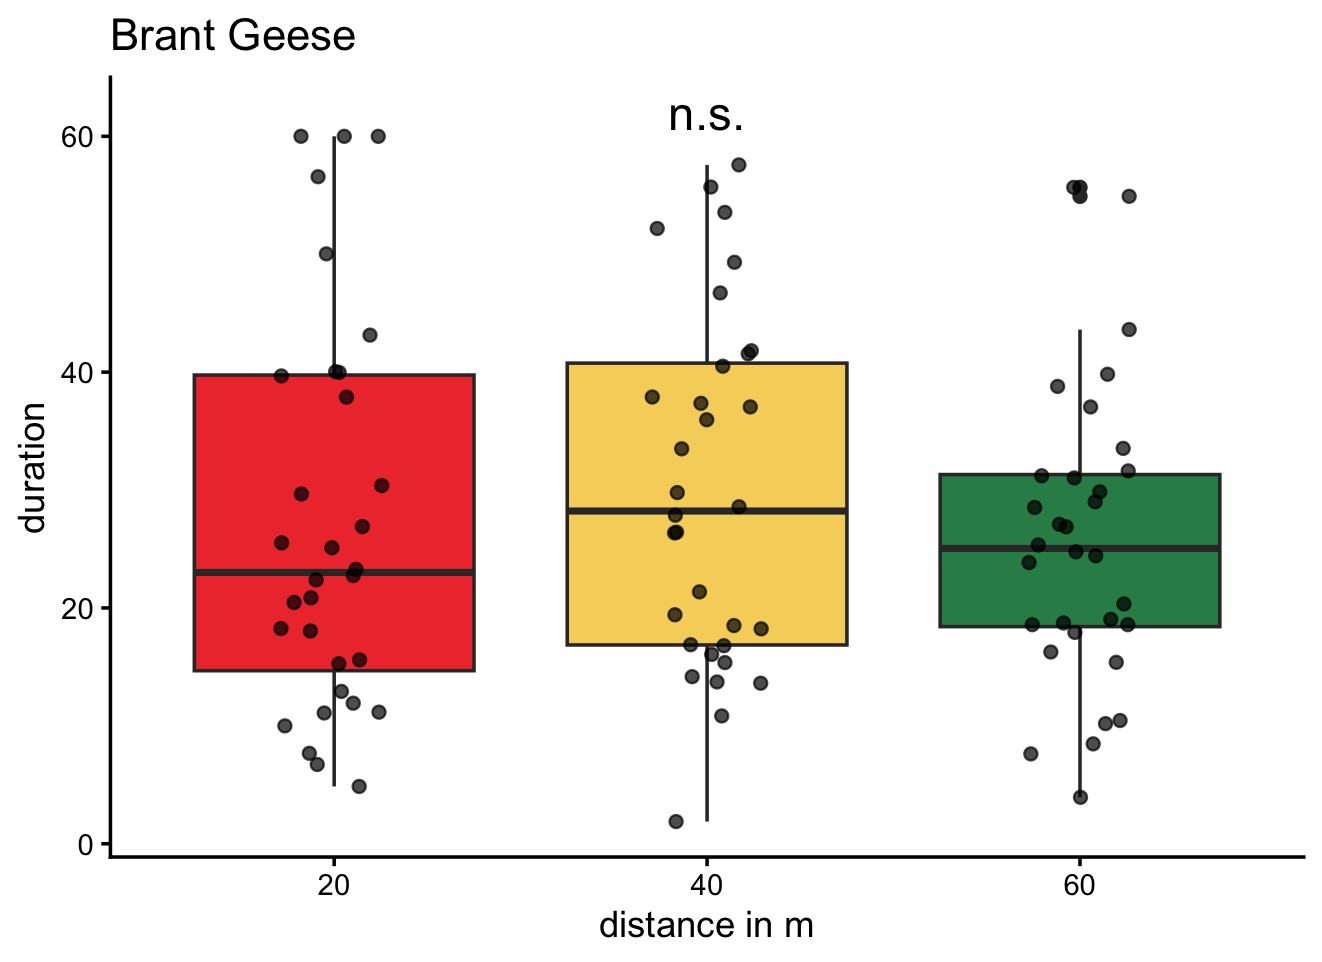 Brant Geese
n.s.
60
40
20
0
duration
20 40 60
distance in m